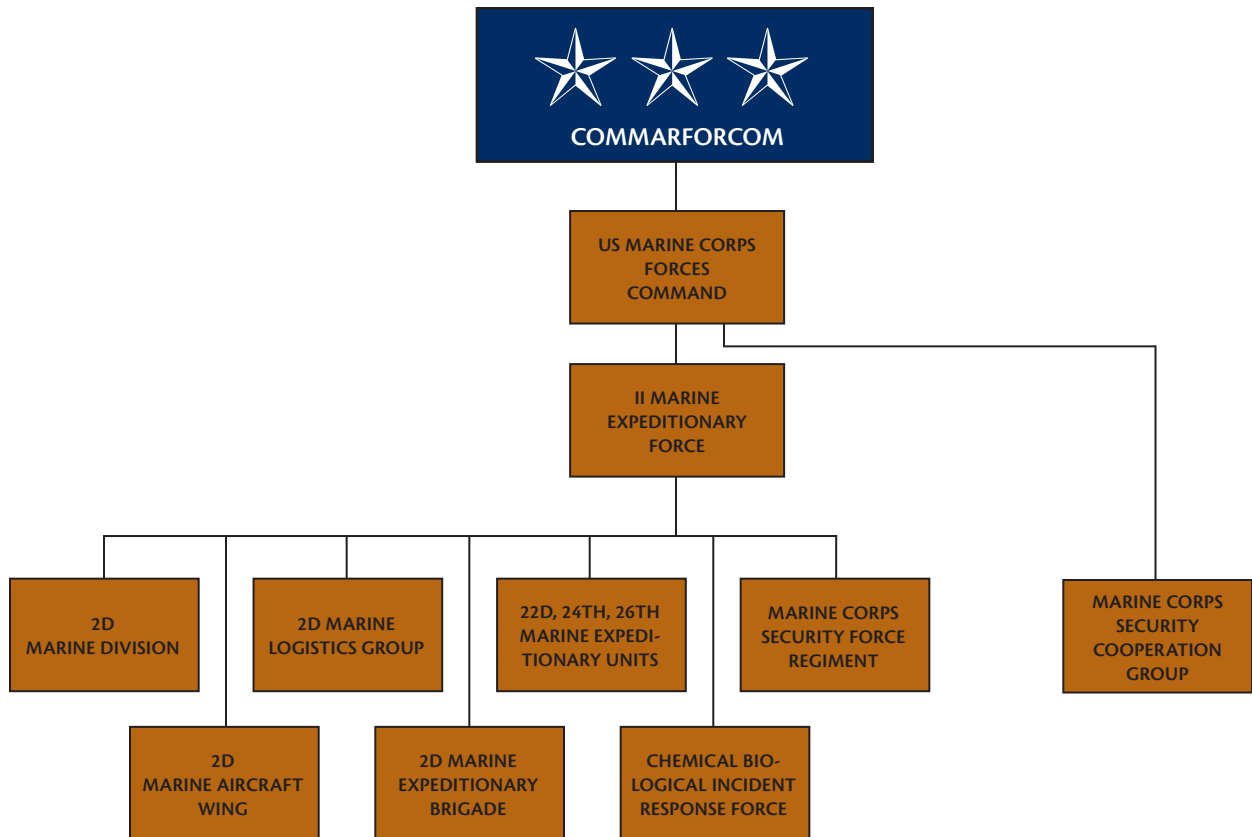 COMMARFORCOM
US MARINE CORPS
FORCES
COMMAND
II MARINE
EXPEDITIONARY
FORCE
2D
MARINE DIVISION
2D MARINE
LOGISTICS GROUP
22D, 24TH, 26TH
MARINE EXPEDI-
TIONARY UNITS
MARINE CORPS
SECURITY FORCE
REGIMENT
MARINE CORPS
SECURITY
COOPERATION
GROUP
2D
MARINE AIRCRAFT
WING
2D MARINE
EXPEDITIONARY
BRIGADE
CHEMICAL BIO-
LOGICAL INCIDENT
RESPONSE FORCE